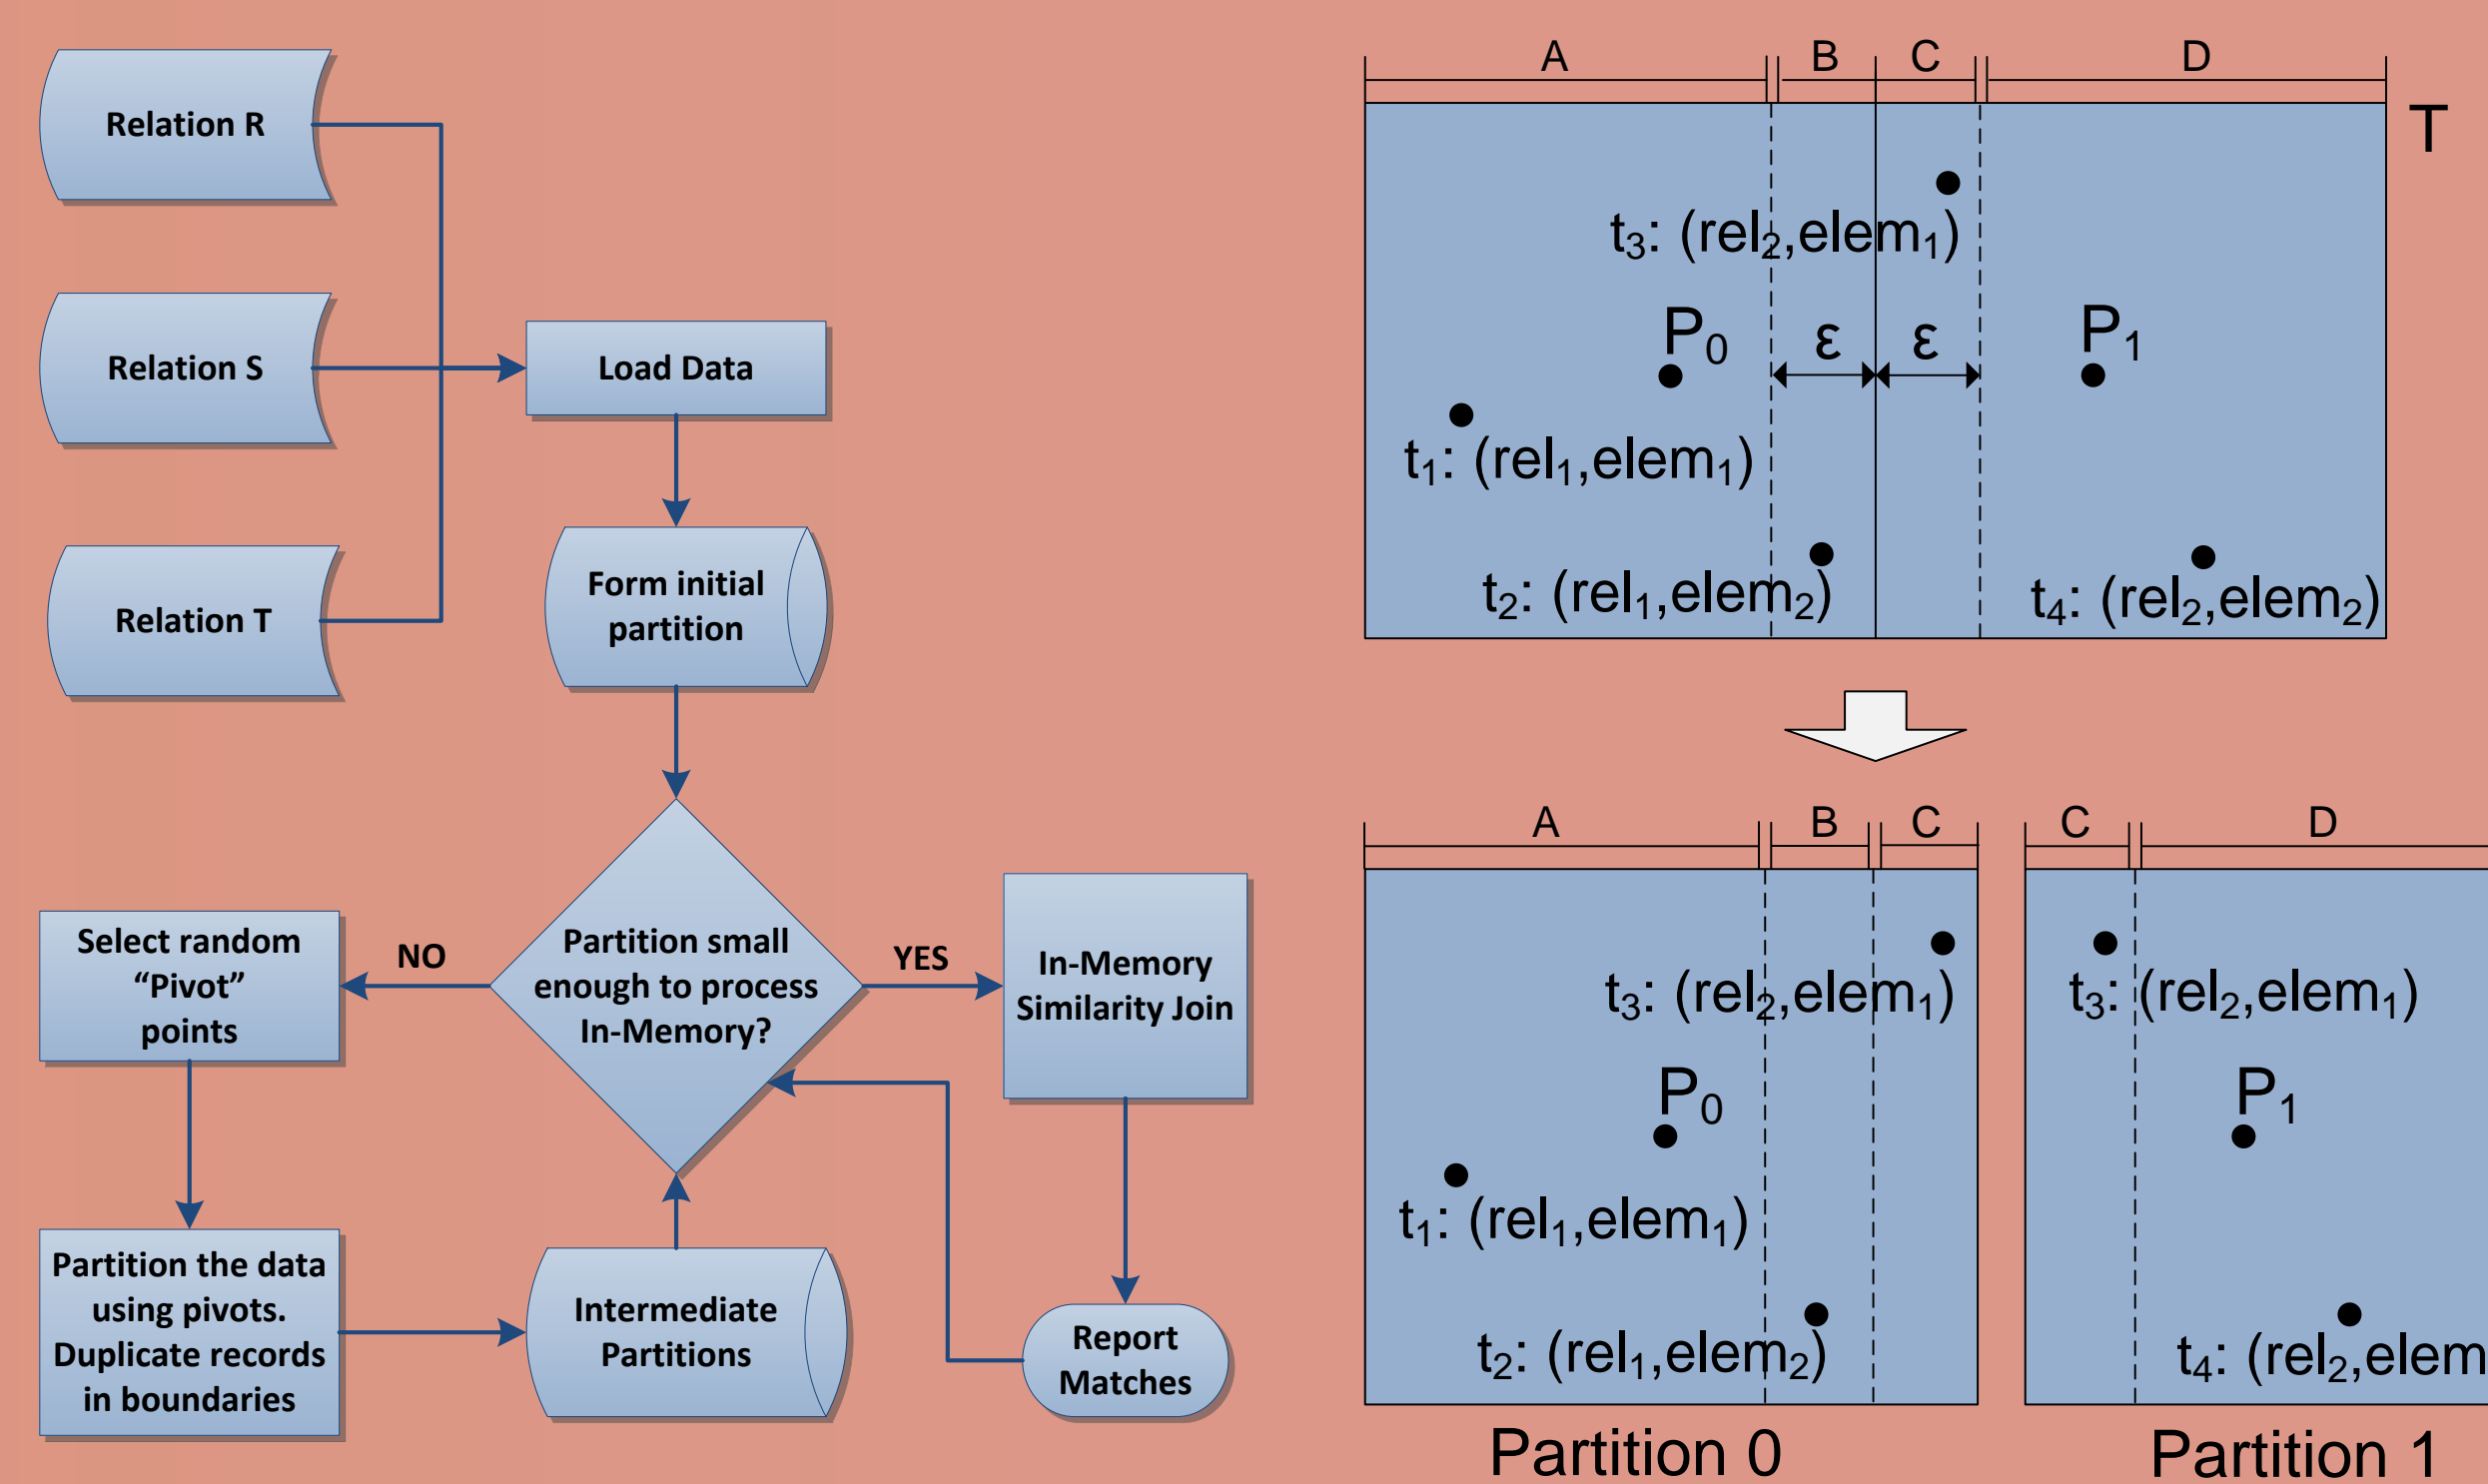 Relation R
Relation S
Relation T
Load Data
Form initial
partition
Partition small
enough to process
In-Memory?
NO
YES
Select random
“Pivot”
points
Partition the data
using pivots.
Duplicate records
in boundaries
Intermediate
Partitions
In-Memory
Similarity Join
Report
Matches
A B C D
T
t₃: (rel₂,elem₁)
P₀ ε ε P₁
t₁: (rel₁,elem₁)
t₂: (rel₁,elem₂) t₄: (rel₂,elem₂)
A B C
t₃: (rel₂,elem₁)
P₀
t₁: (rel₁,elem₁)
t₂: (rel₁,elem₂)
Partition 0
C D
t₃: (rel₂,elem₁)
P₁
t₄: (rel₂,elem
Partition 1